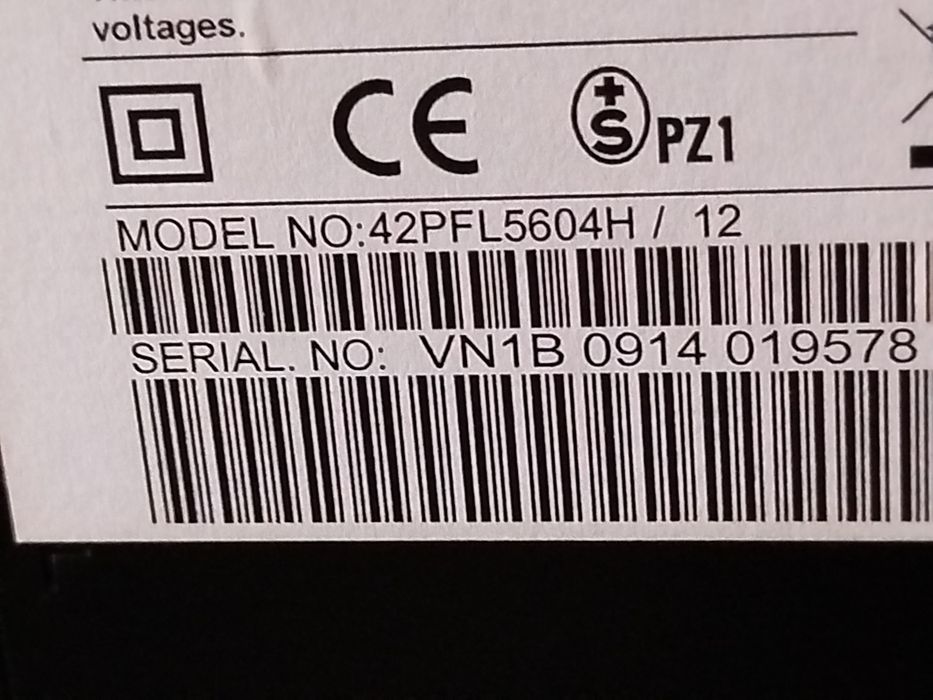 voltages.
CE
+S PZ1
MODEL NO:42PFL5604H / 12
SERIAL. NO: VN1B 0914 019578